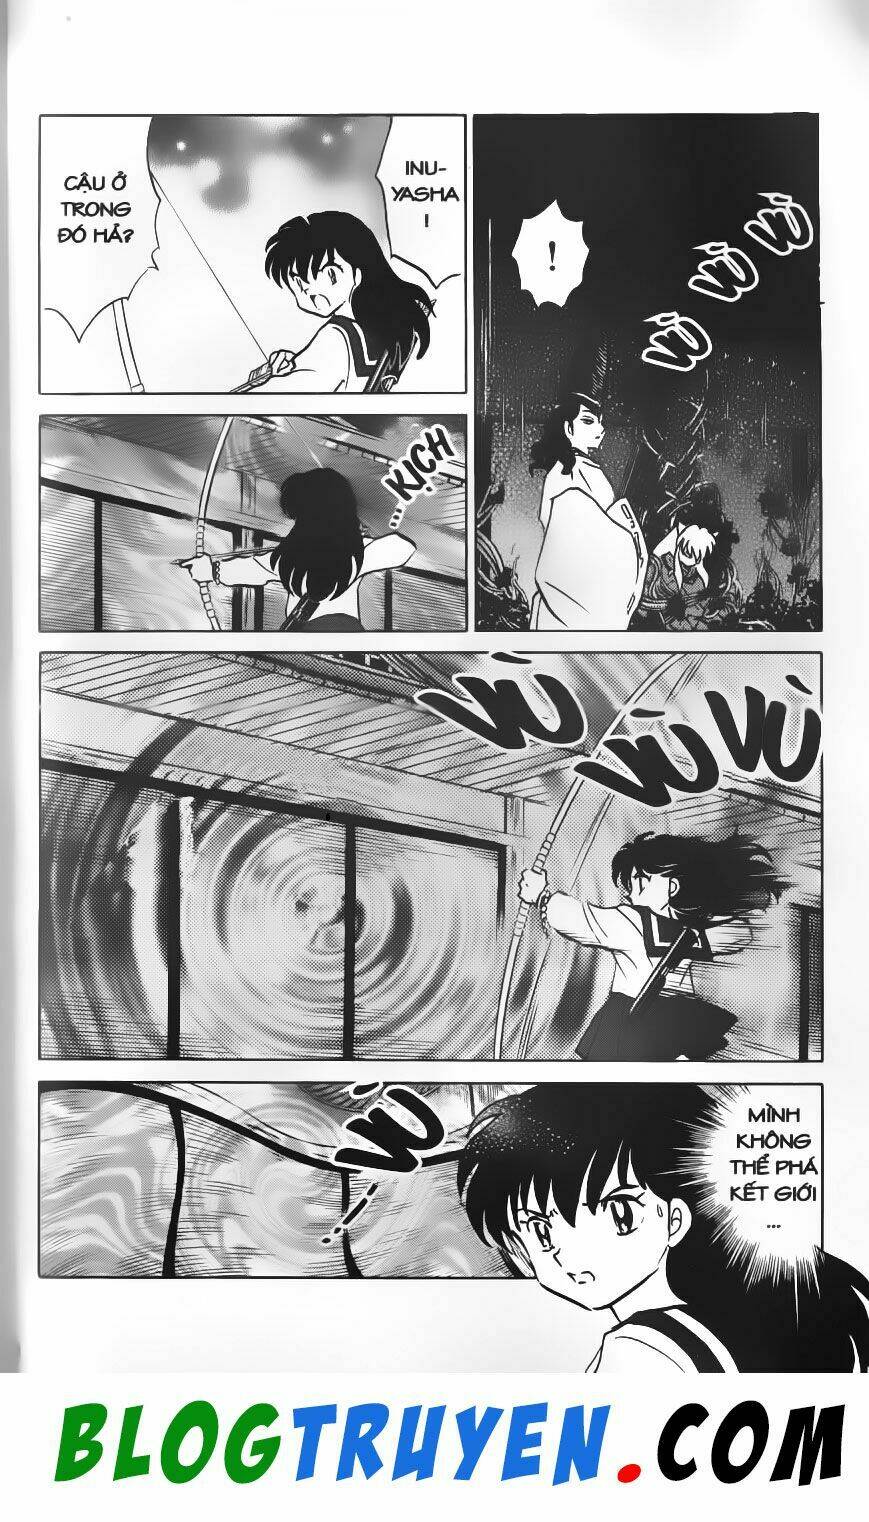 !
VÙ VÙ VÙ
INU-
YASHA
!
CẬU Ở
TRONG
ĐÓ HẢ?
KỊCH
VÙ VÙ VÙ
VÙ
MÌNH
KHÔNG
THỂ PHÁ
KẾT GIỚI
...
BLOGTRUYEN.COM